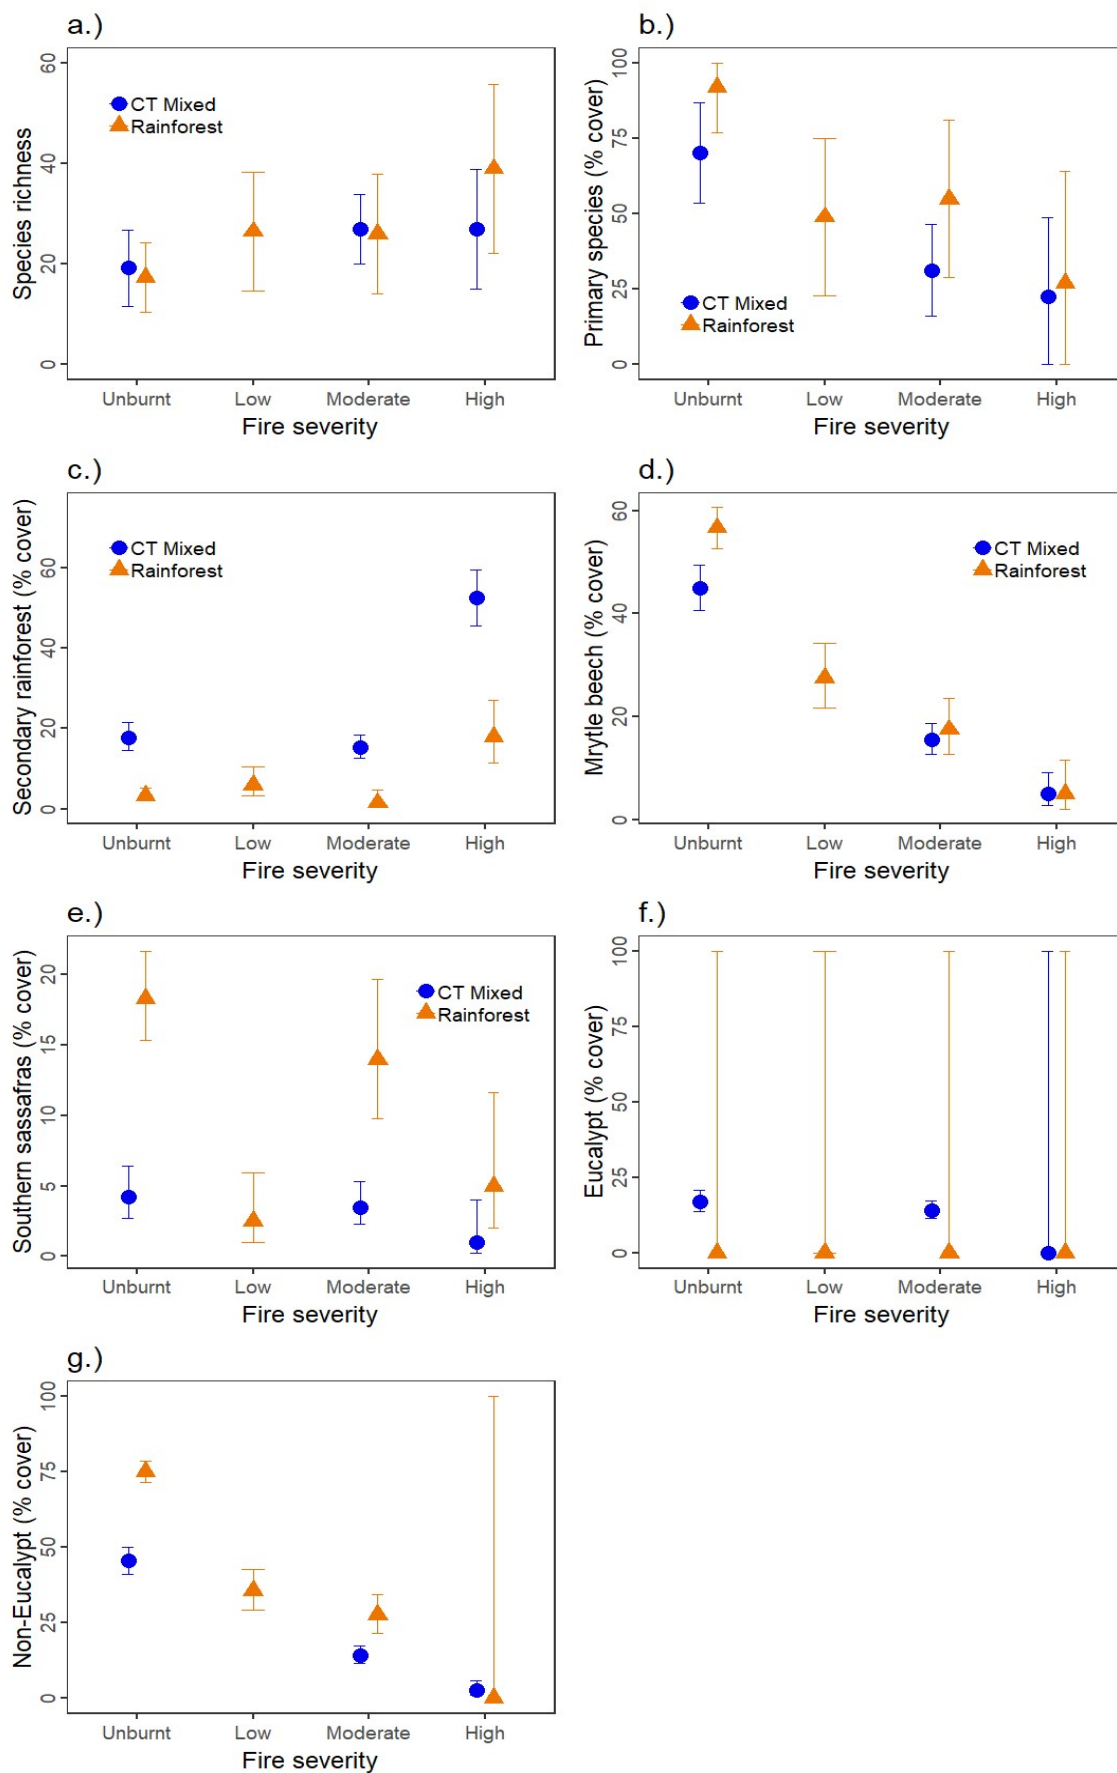 a.)
Species richness
60
40
20
0
CT Mixed
Rainforest
Unburnt Low Moderate High
Fire severity
b.)
Primary species (% cover)
100
75
50
25
0
CT Mixed
Rainforest
Unburnt Low Moderate High
Fire severity
c.)
Secondary rainforest (% cover)
60
40
20
0
CT Mixed
Rainforest
Unburnt Low Moderate High
Fire severity
d.)
Mrytle beech (% cover)
60
40
20
0
CT Mixed
Rainforest
Unburnt Low Moderate High
Fire severity
e.)
Southern sassafras (% cover)
20
15
10
5
0
CT Mixed
Rainforest
Unburnt Low Moderate High
Fire severity
f.)
Eucalypt (% cover)
100
75
50
25
0
Unburnt Low Moderate High
Fire severity
g.)
Non-Eucalypt (% cover)
100
75
50
25
0
Unburnt Low Moderate High
Fire severity